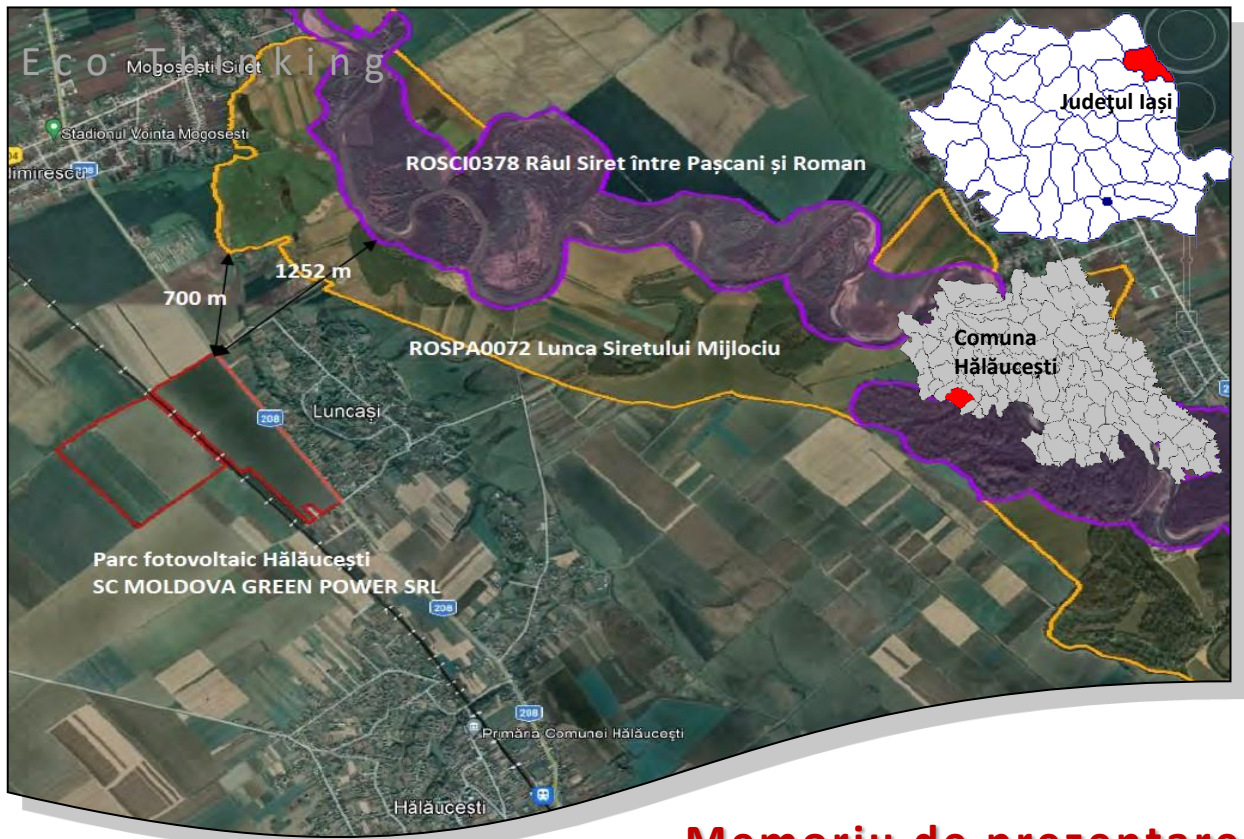 Eco Thinking
Mogoșești-Siret
Stadionul Voința Mogoșești
208
Județul Iași
ROSCI0378 Râul Siret între Pașcani și Roman
1252 m
700 m
ROSPA0072 Lunca Siretului Mijlociu
Comuna
Hălăucești
Luncași
208
Parc fotovoltaic Hălăucești
SC MOLDOVA GREEN POWER SRL
208
208
Primăria Comunei Hălăucești
Hălăucești
Memoriu de prezentare